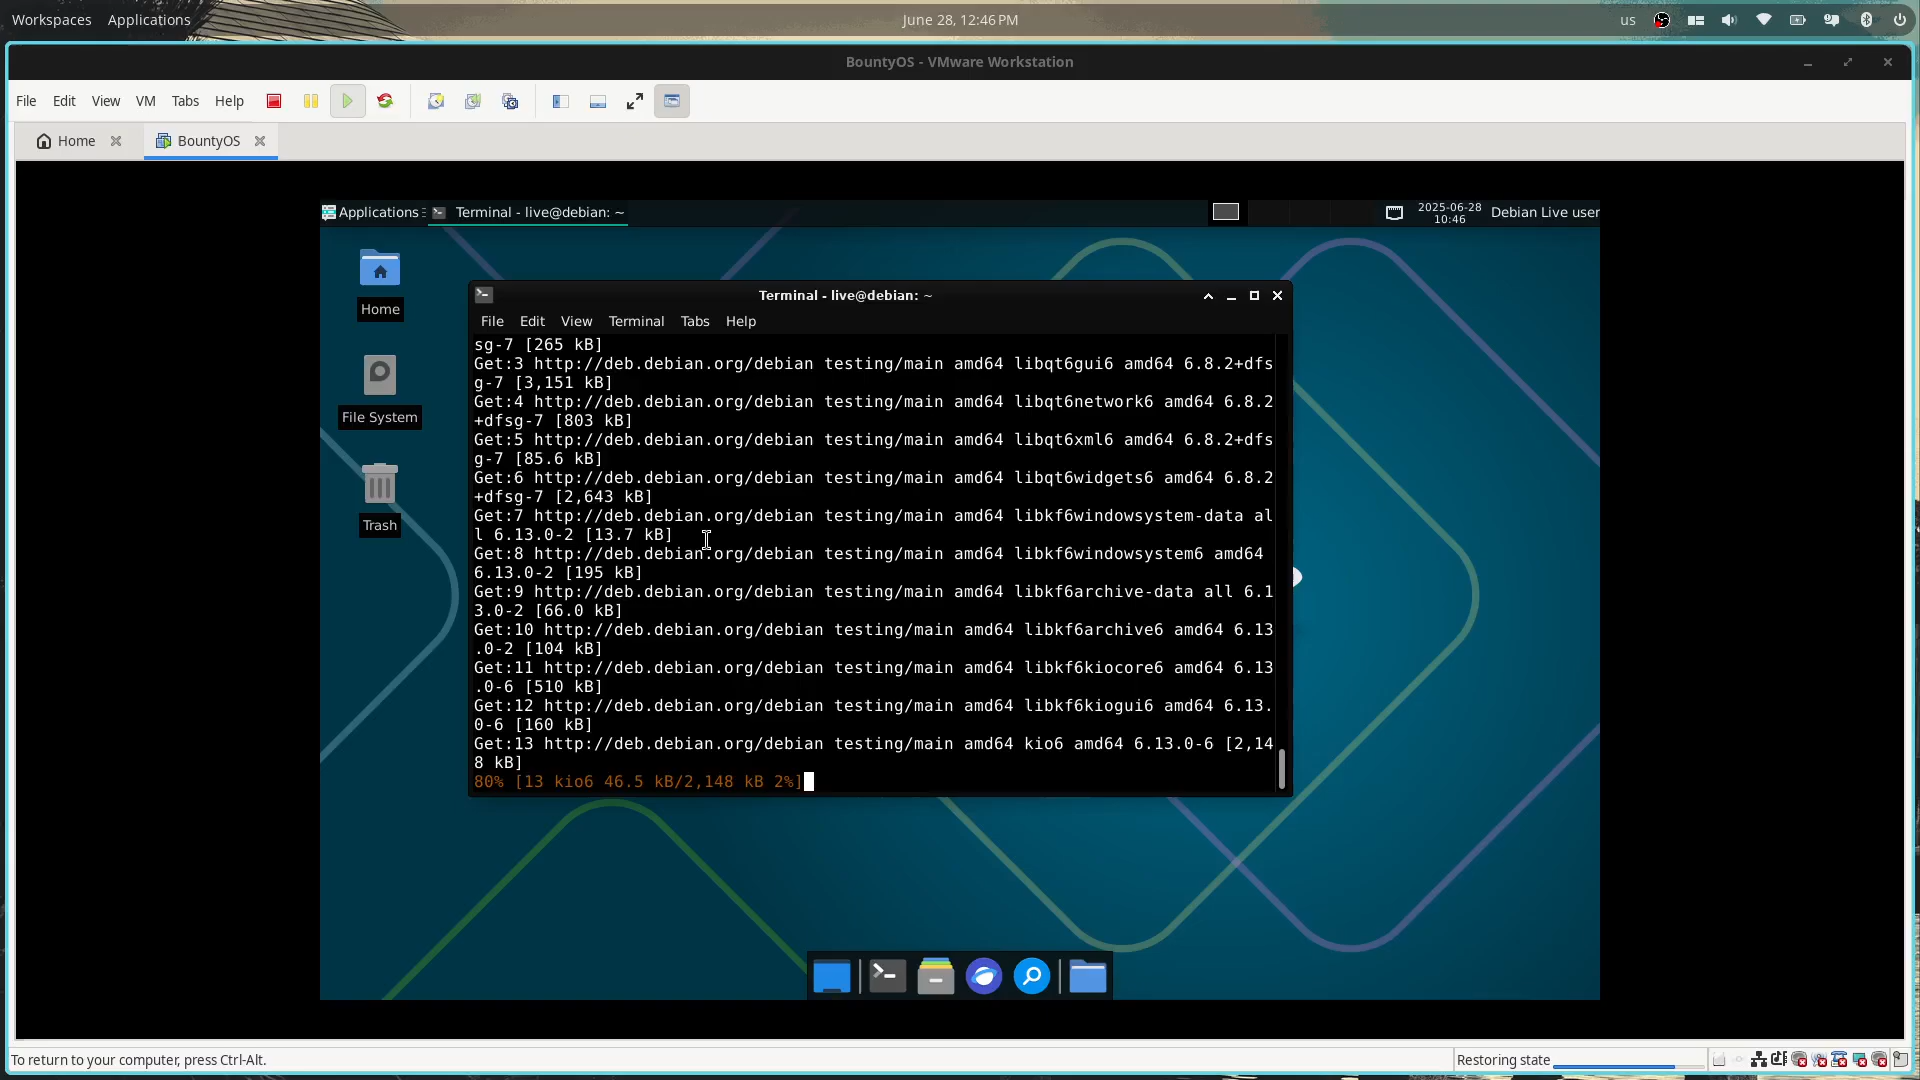 Workspaces Applications June 28, 12:46 PM us
BountyOS - VMware Workstation
File Edit View VM Tabs Help
Home BountyOS
Applications Terminal - live@debian: ~ 2025-06-28 Debian Live user
10:46
Home
File System
Trash
Terminal - live@debian: ~
File Edit View Terminal Tabs Help
sg-7 [265 kB]
Get:3 http://deb.debian.org/debian testing/main amd64 libqt6gui6 amd64 6.8.2+dfs
g-7 [3,151 kB]
Get:4 http://deb.debian.org/debian testing/main amd64 libqt6network6 amd64 6.8.2
+dfsg-7 [803 kB]
Get:5 http://deb.debian.org/debian testing/main amd64 libqt6xml6 amd64 6.8.2+dfs
g-7 [85.6 kB]
Get:6 http://deb.debian.org/debian testing/main amd64 libqt6widgets6 amd64 6.8.2
+dfsg-7 [2,643 kB]
Get:7 http://deb.debian.org/debian testing/main amd64 libkf6windowsystem-data al
l 6.13.0-2 [13.7 kB]
Get:8 http://deb.debian.org/debian testing/main amd64 libkf6windowsystem6 amd64
6.13.0-2 [195 kB]
Get:9 http://deb.debian.org/debian testing/main amd64 libkf6archive-data all 6.1
3.0-2 [66.0 kB]
Get:10 http://deb.debian.org/debian testing/main amd64 libkf6archive6 amd64 6.13
.0-2 [104 kB]
Get:11 http://deb.debian.org/debian testing/main amd64 libkf6kiocore6 amd64 6.13
.0-6 [510 kB]
Get:12 http://deb.debian.org/debian testing/main amd64 libkf6kiogui6 amd64 6.13.
0-6 [160 kB]
Get:13 http://deb.debian.org/debian testing/main amd64 kio6 amd64 6.13.0-6 [2,14
8 kB]
80% [13 kio6 46.5 kB/2,148 kB 2%]
To return to your computer, press Ctrl-Alt. Restoring state